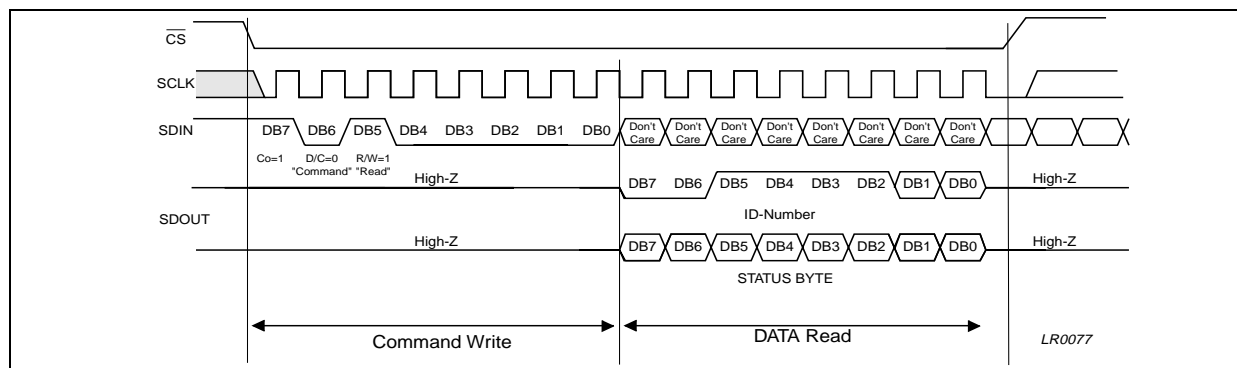 CS
SCLK
SDIN DB7 DB6 DB5 DB4 DB3 DB2 DB1 DB0 Don't Care Don't Care Don't Care Don't Care Don't Care Don't Care Don't Care Don't Care
Co=1 D/C=0 "Command" R/W=1 "Read"
High-Z DB7 DB6 DB5 DB4 DB3 DB2 DB1 DB0 High-Z
SDOUT ID-Number
High-Z DB7 DB6 DB5 DB4 DB3 DB2 DB1 DB0 High-Z
STATUS BYTE
Command Write DATA Read LR0077